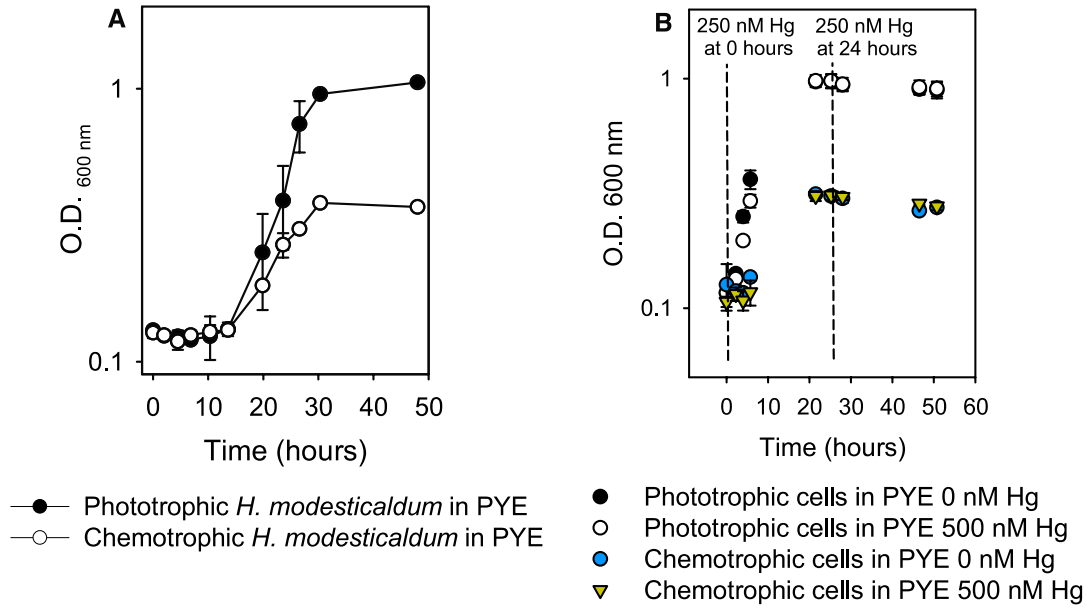 A
O.D. 600 nm
1
0.1
0 10 20 30 40 50
Time (hours)
Phototrophic H. modesticaldum in PYE
Chemotrophic H. modesticaldum in PYE
B
250 nM Hg
at 0 hours
250 nM Hg
at 24 hours
O.D. 600 nm
1
0.1
0 10 20 30 40 50 60
Time (hours)
Phototrophic cells in PYE 0 nM Hg
Phototrophic cells in PYE 500 nM Hg
Chemotrophic cells in PYE 0 nM Hg
Chemotrophic cells in PYE 500 nM Hg